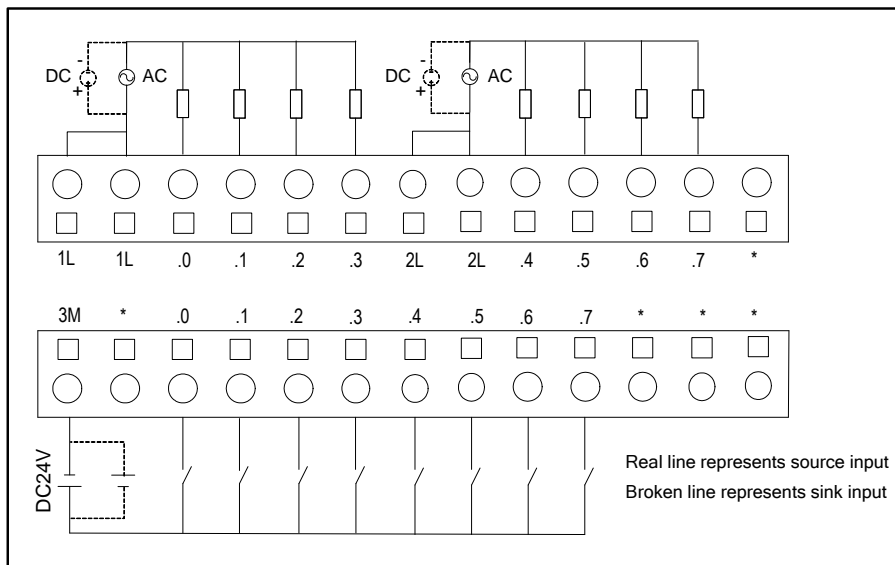 - -
DC AC DC AC
+ +
1L 1L .0 .1 .2 .3 2L 2L .4 .5 .6 .7 *
3M * .0 .1 .2 .3 .4 .5 .6 .7 * * *
DC24V
Real line represents source input
Broken line represents sink input